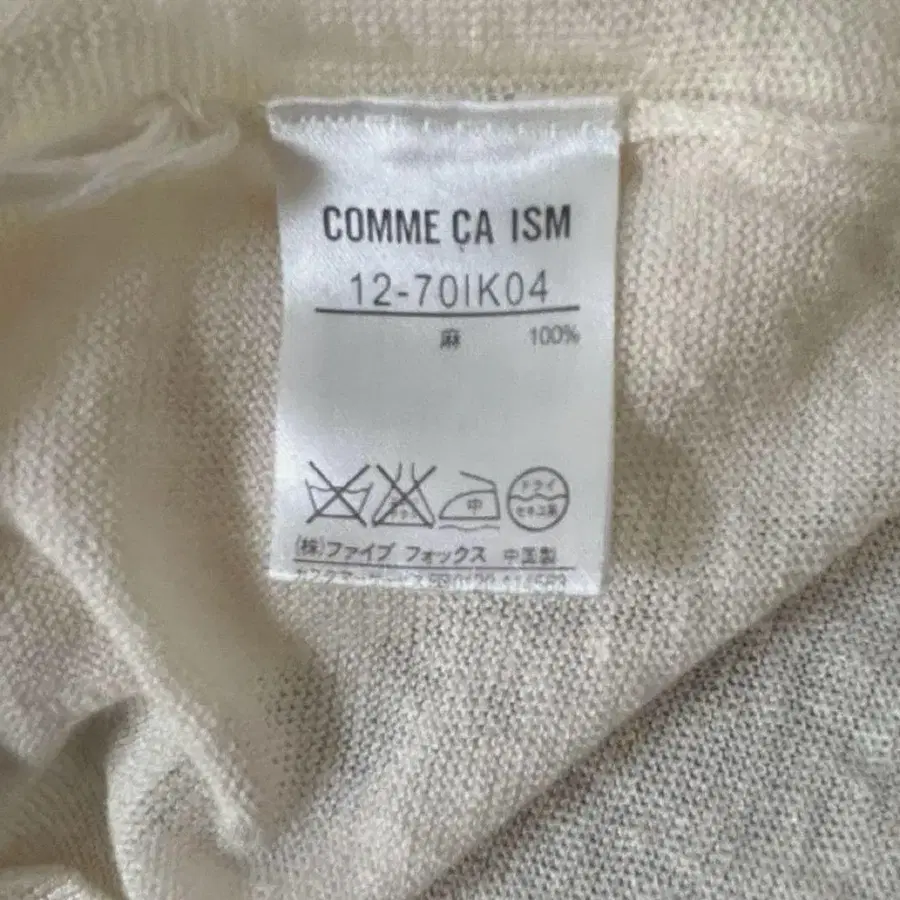 COMME ÇA ISM
12-70IK04
麻 100%
中 ドライ セキユ系
(株)ファイブ フォックス 中国製